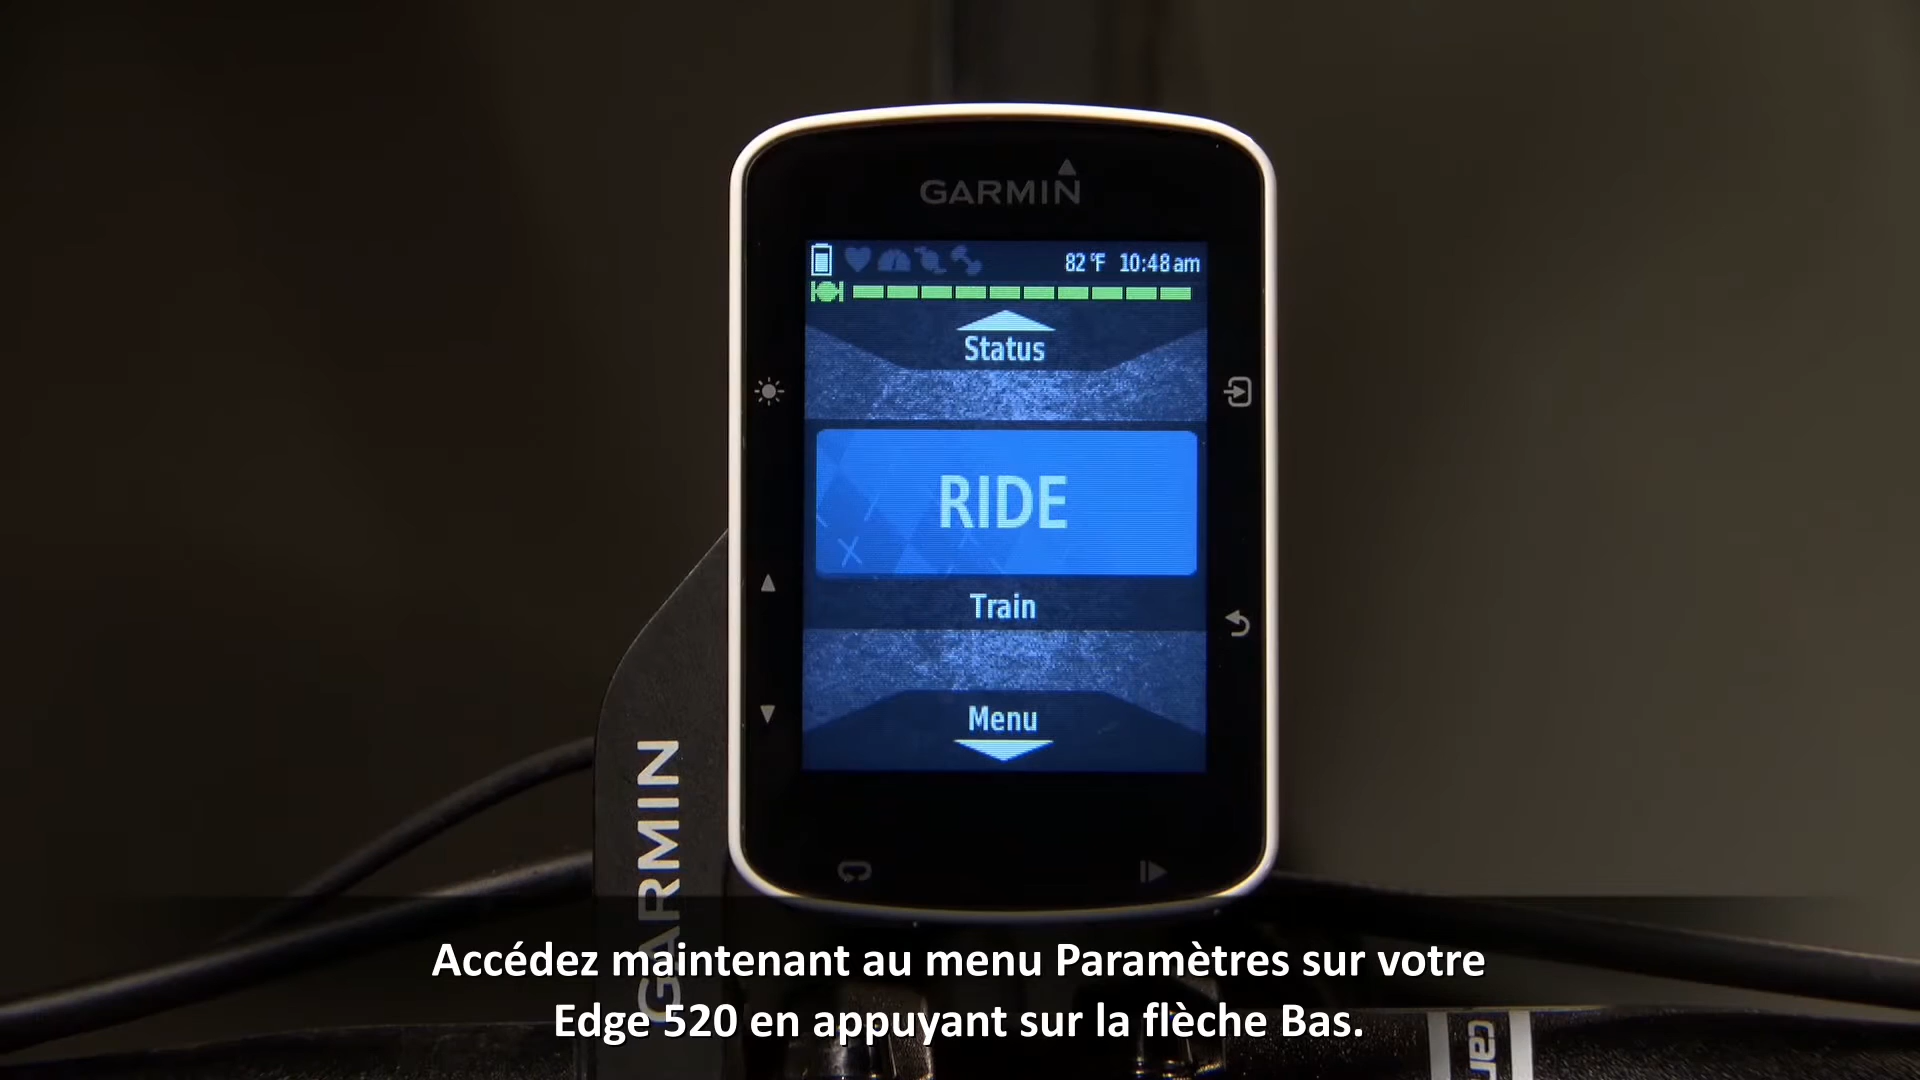 GARMIN
82 °F 10:48 am
Status
RIDE
Train
Menu
GARMIN
Accédez maintenant au menu Paramètres sur votre
Edge 520 en appuyant sur la flèche Bas.